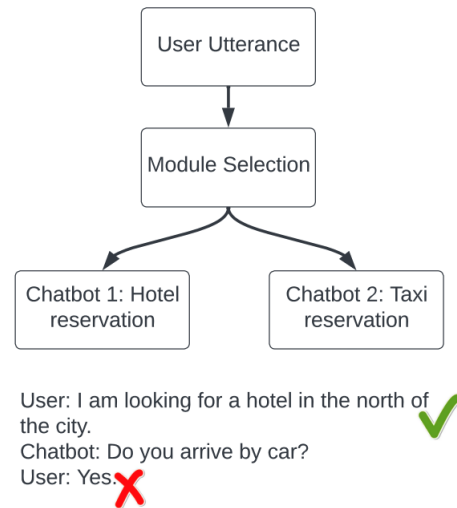 User Utterance
Module Selection
Chatbot 1: Hotel
reservation
Chatbot 2: Taxi
reservation
User: I am looking for a hotel in the north of
the city.
Chatbot: Do you arrive by car?
User: Yes.